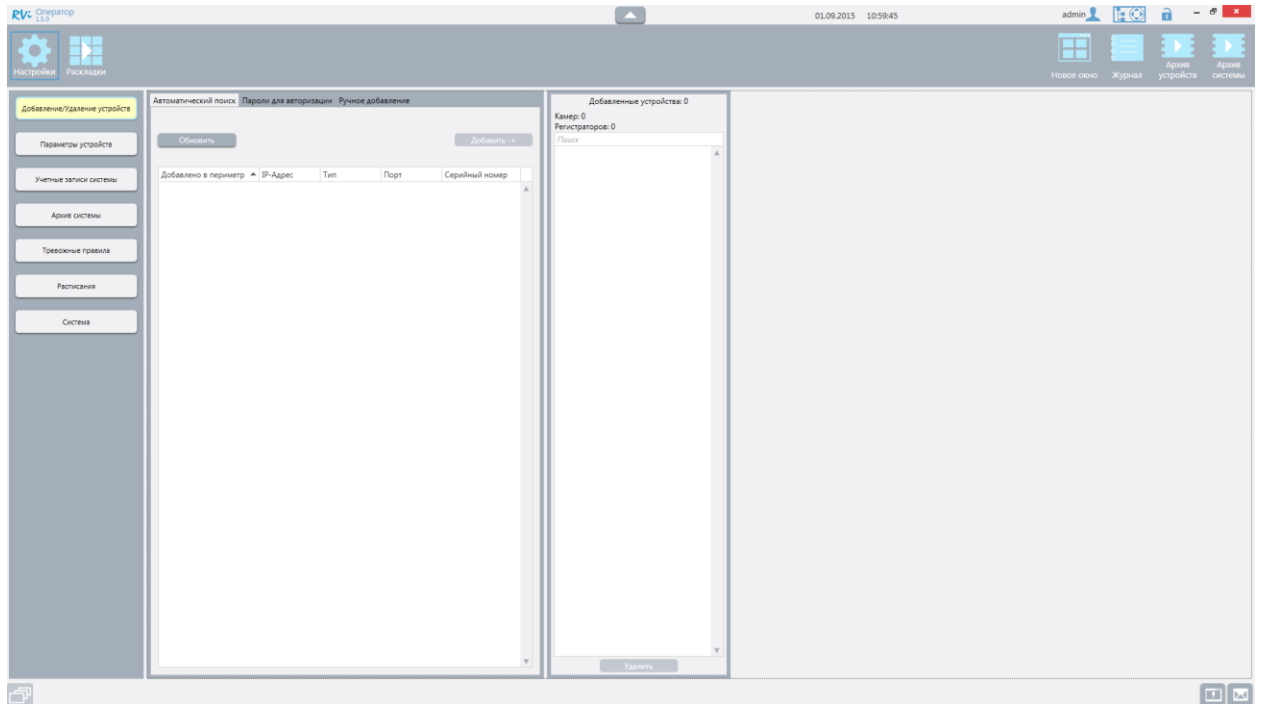 RVi Оператор
1.5.0
01.09.2015 10:59:45
admin
Настройки
Раскладки
Новое окно
Журнал
Архив устройств
Архив системы
Добавление/Удаление устройств
Параметры устройств
Учетные записи системы
Архив системы
Тревожные правила
Расписания
Система
Автоматический поиск Пароли для авторизации Ручное добавление
Обновить
Добавить ->
Добавлено в периметр IP-Адрес Тип Порт Серийный номер
Добавленные устройства: 0
Камер: 0
Регистраторов: 0
Поиск
Удалить